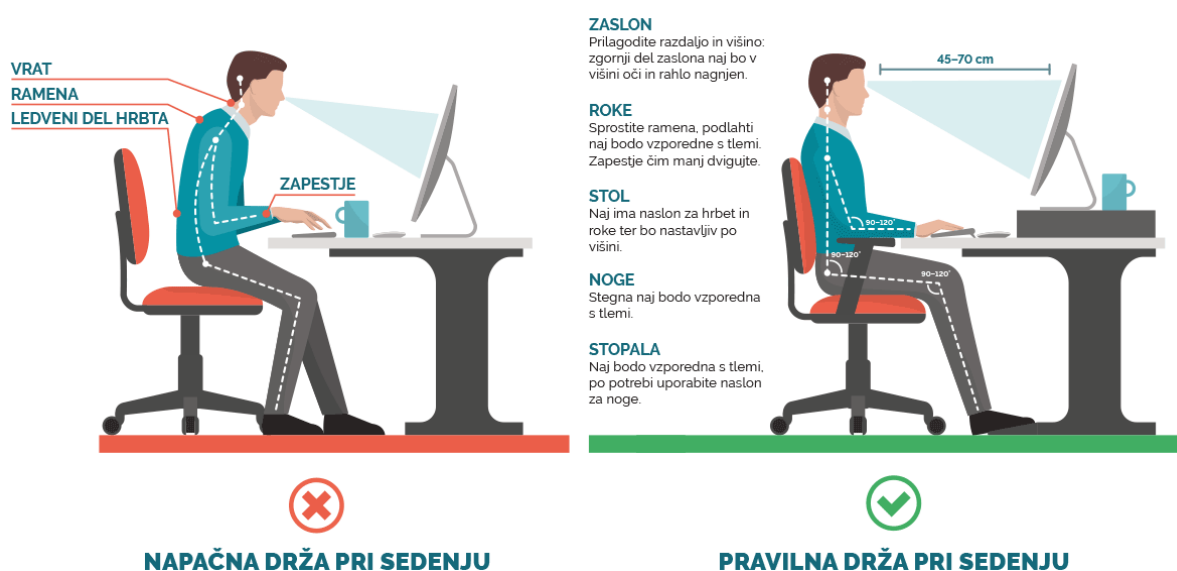 VRAT
RAMENA
LEDVENI DEL HRBTA
ZAPESTJE
NAPAČNA DRŽA PRI SEDENJU
ZASLON
Prilagodite razdaljo in višino:
zgornji del zaslona naj bo v
višini oči in rahlo nagnjen.
ROKE
Sprostite ramena, podlahti
naj bodo vzporedne s tlemi.
Zapestje čim manj dvigujte.
STOL
Naj ima naslon za hrbet in
roke ter bo nastavljiv po
višini.
NOGE
Stegna naj bodo vzporedna
s tlemi.
STOPALA
Naj bodo vzporedna s tlemi,
po potrebi uporabite naslon
za noge.
45–70 cm
90–120°
90–120°
90–120°
PRAVILNA DRŽA PRI SEDENJU